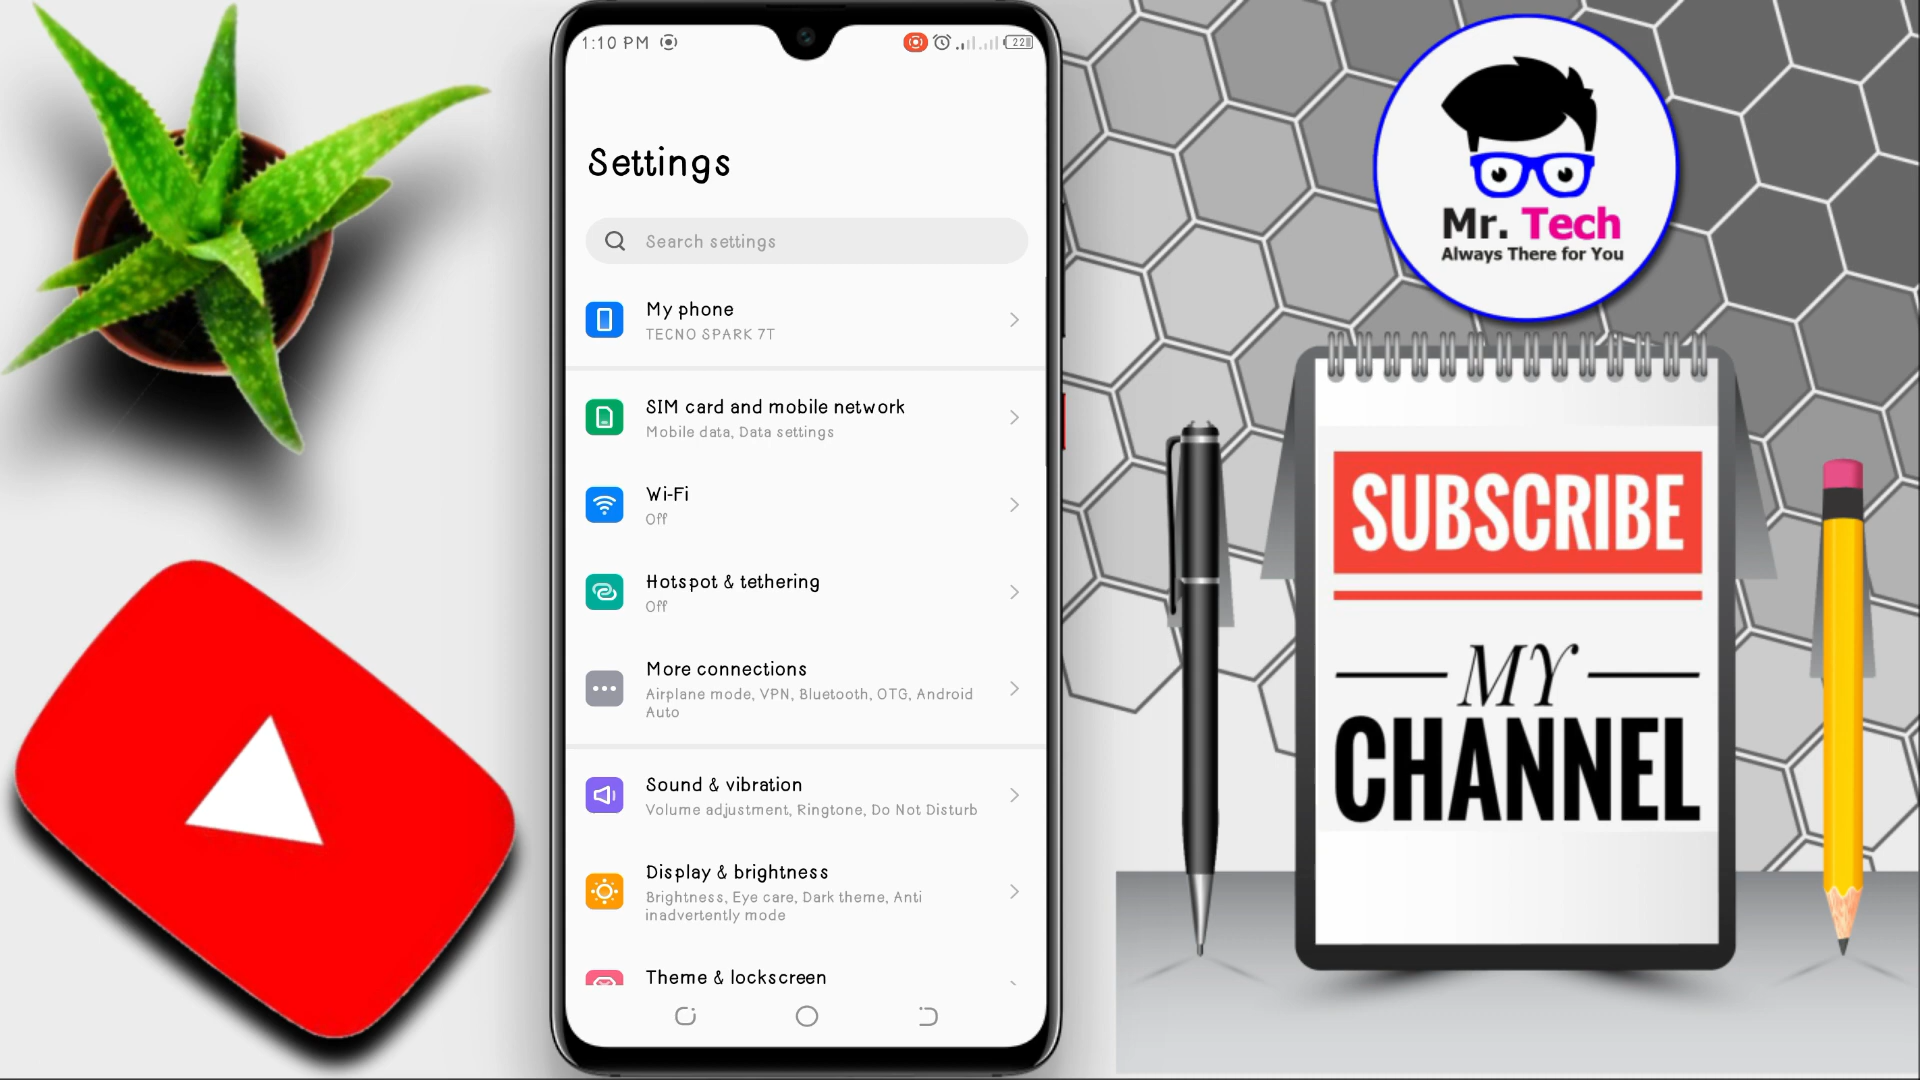 1:10 PM
22
Settings
Search settings
My phone
TECNO SPARK 7T
SIM card and mobile network
Mobile data, Data settings
Wi-Fi
Off
Hotspot & tethering
Off
More connections
Airplane mode, VPN, Bluetooth, OTG, Android
Auto
Sound & vibration
Volume adjustment, Ringtone, Do Not Disturb
Display & brightness
Brightness, Eye care, Dark theme, Anti
inadvertently mode
Theme & lockscreen
Mr. Tech
Always There for You
SUBSCRIBE
MY
CHANNEL